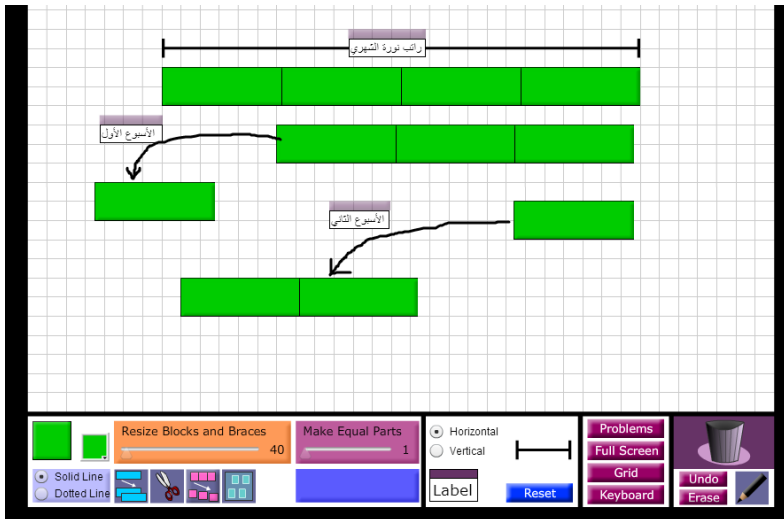 راتب نورة الشهري
الأسبوع الأول
الأسبوع الثاني
Resize Blocks and Braces
40
Make Equal Parts
1
Horizontal
Vertical
Problems
Full Screen
Grid
Keyboard
Solid Line
Dotted Line
Label
Reset
Undo
Erase